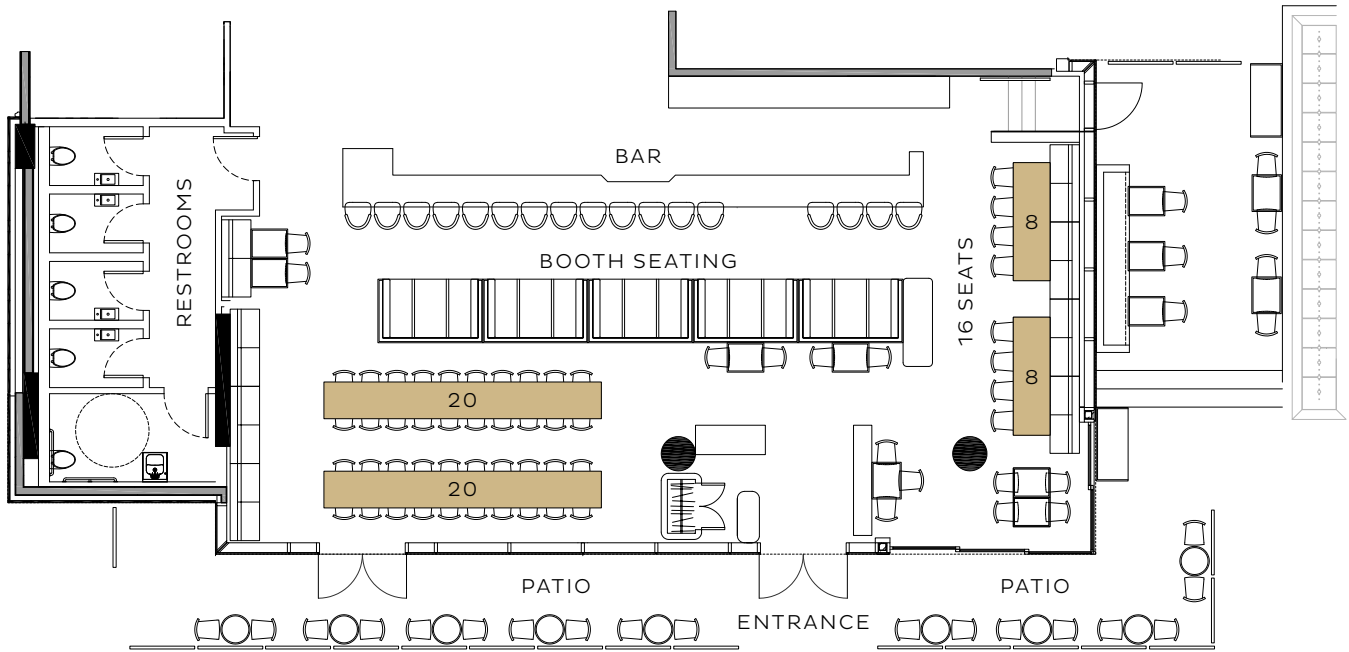 BAR
RESTROOMS
BOOTH SEATING
16 SEATS
8
8
20
20
PATIO
PATIO
ENTRANCE